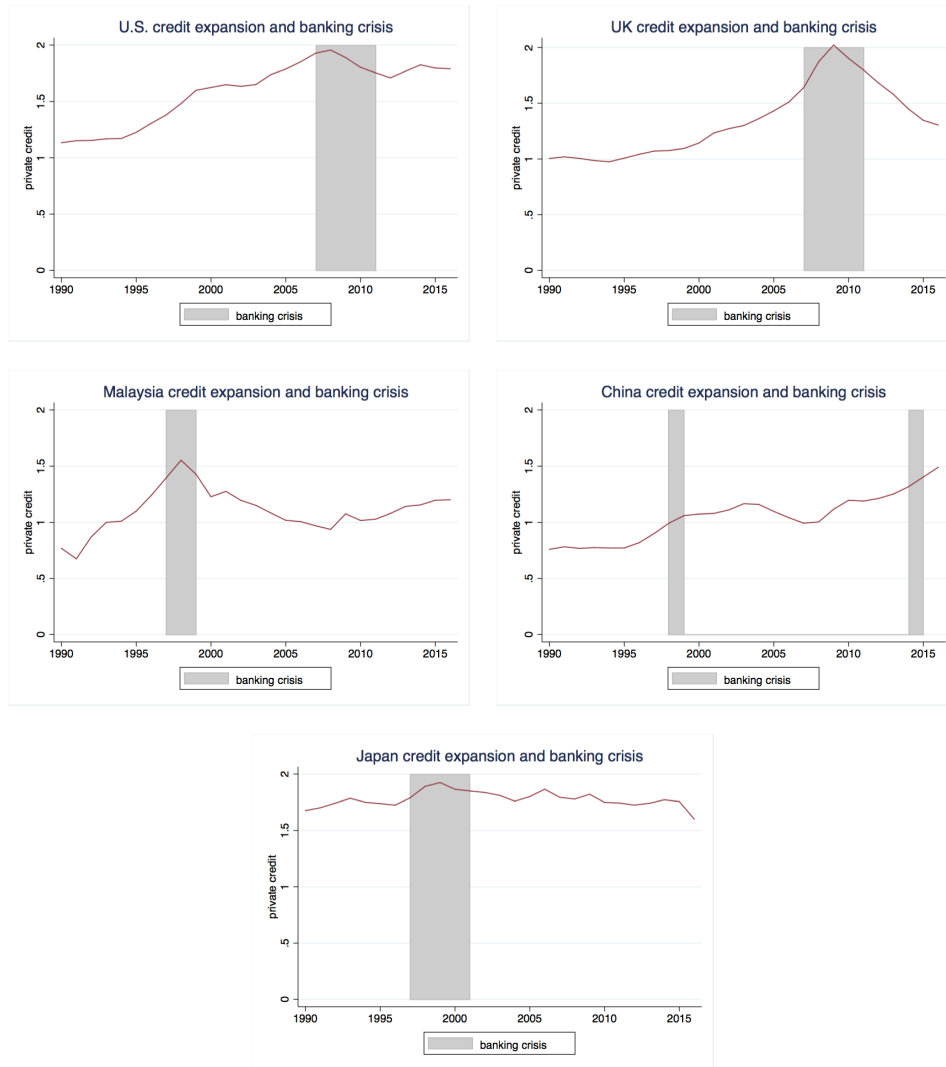 U.S. credit expansion and banking crisis
private credit
2
1.5
1
.5
0
1990 1995 2000 2005 2010 2015
banking crisis
UK credit expansion and banking crisis
private credit
2
1.5
1
.5
0
1990 1995 2000 2005 2010 2015
banking crisis
Malaysia credit expansion and banking crisis
private credit
2
1.5
1
.5
0
1990 1995 2000 2005 2010 2015
banking crisis
China credit expansion and banking crisis
private credit
2
1.5
1
.5
0
1990 1995 2000 2005 2010 2015
banking crisis
Japan credit expansion and banking crisis
private credit
2
1.5
1
.5
0
1990 1995 2000 2005 2010 2015
banking crisis